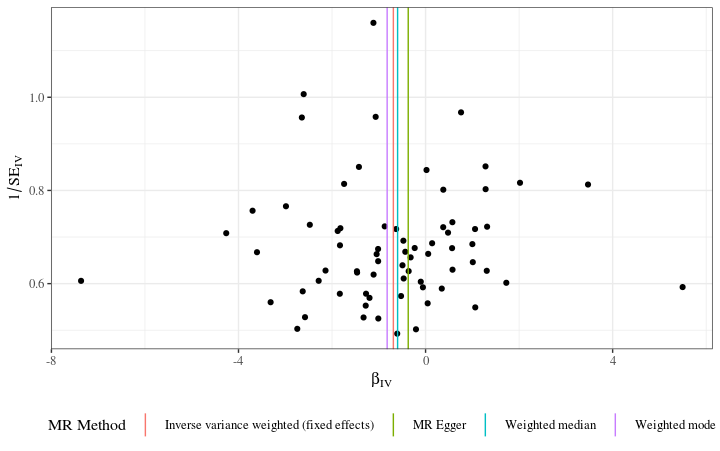 1.0
0.8
0.6
1/SE_IV
-8 -4 0 4
β_IV
MR Method Inverse variance weighted (fixed effects) MR Egger Weighted median Weighted mode